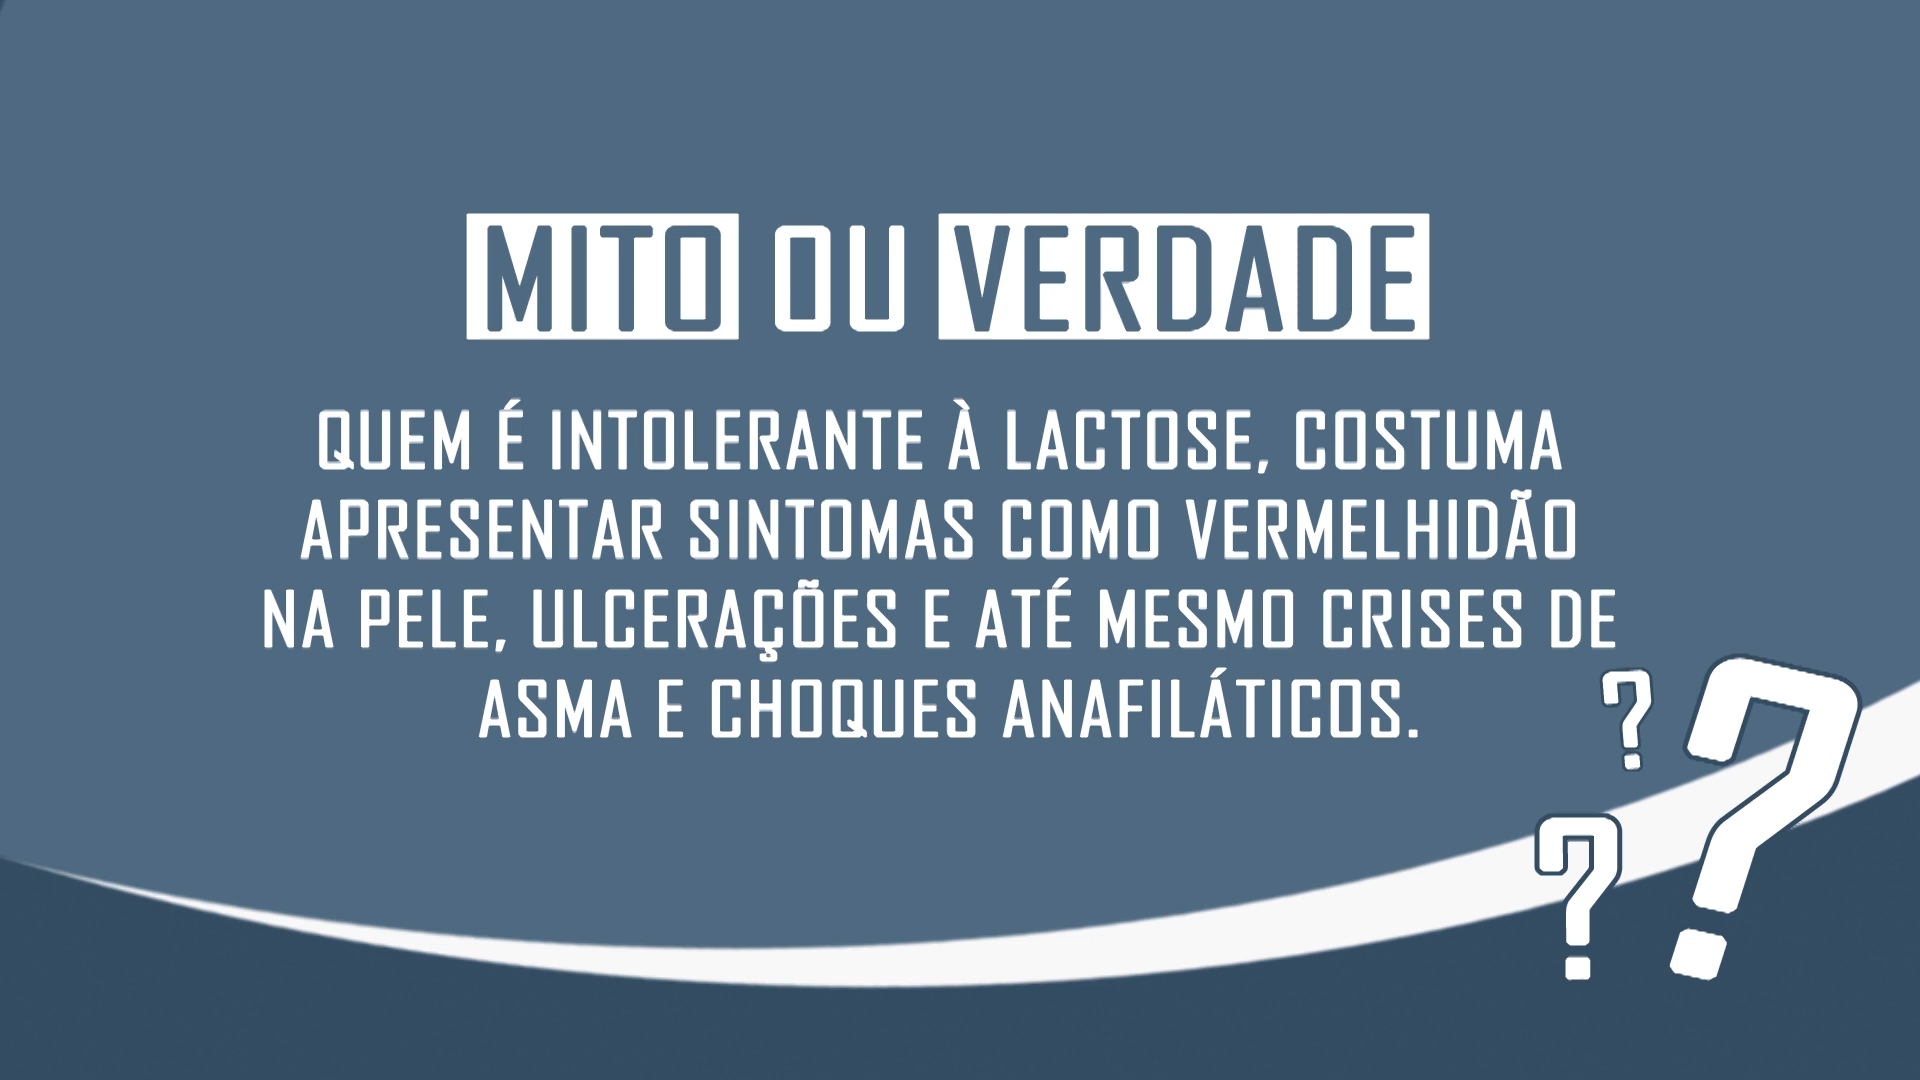 MITO OU VERDADE
QUEM É INTOLERANTE À LACTOSE, COSTUMA
APRESENTAR SINTOMAS COMO VERMELHIDÃO
NA PELE, ULCERAÇÕES E ATÉ MESMO CRISES DE
ASMA E CHOQUES ANAFILÁTICOS.
?
?
?